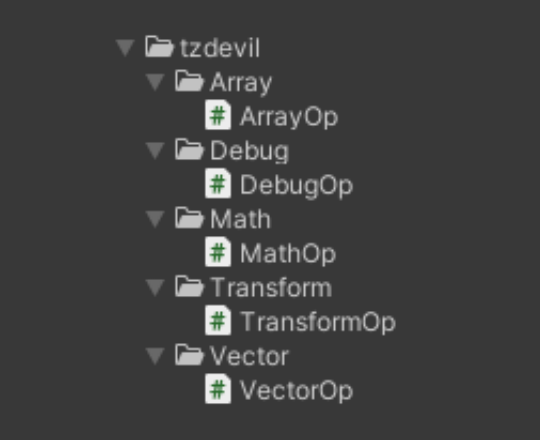 tzdevil
Array
# ArrayOp
Debug
# DebugOp
Math
# MathOp
Transform
# TransformOp
Vector
# VectorOp